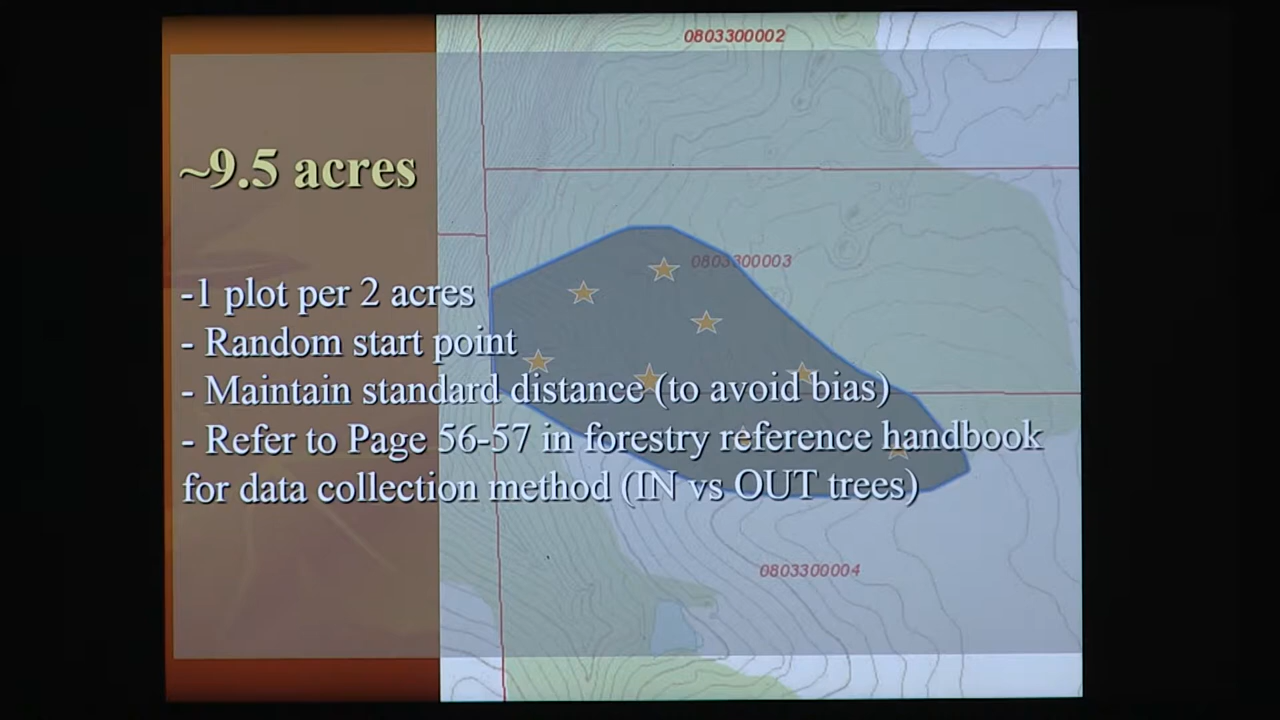 0803300002
~9.5 acres
0803300003
-1 plot per 2 acres
- Random start point
- Maintain standard distance (to avoid bias)
- Refer to Page 56-57 in forestry reference handbook
for data collection method (IN vs OUT trees)
0803300004